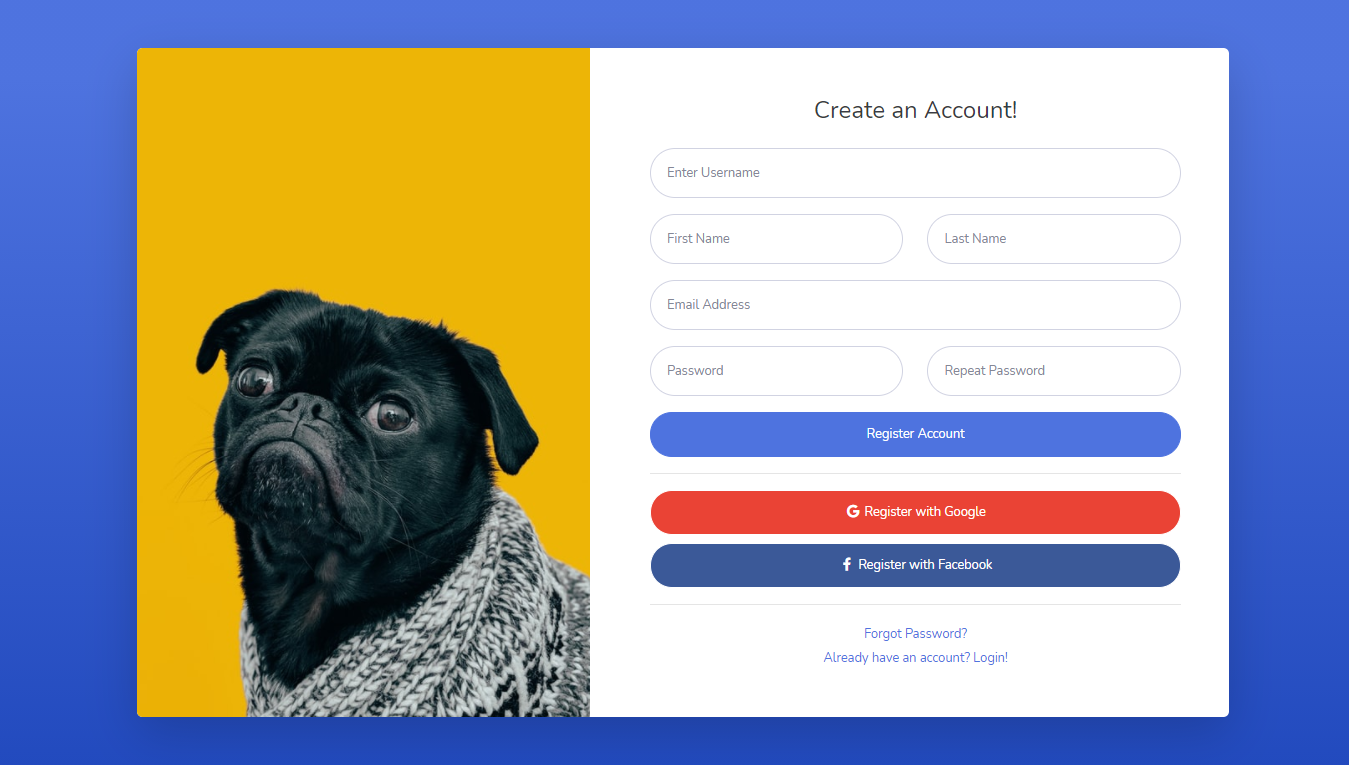 Create an Account!
Enter Username
First Name Last Name
Email Address
Password Repeat Password
Register Account
Register with Google
Register with Facebook
Forgot Password?
Already have an account? Login!